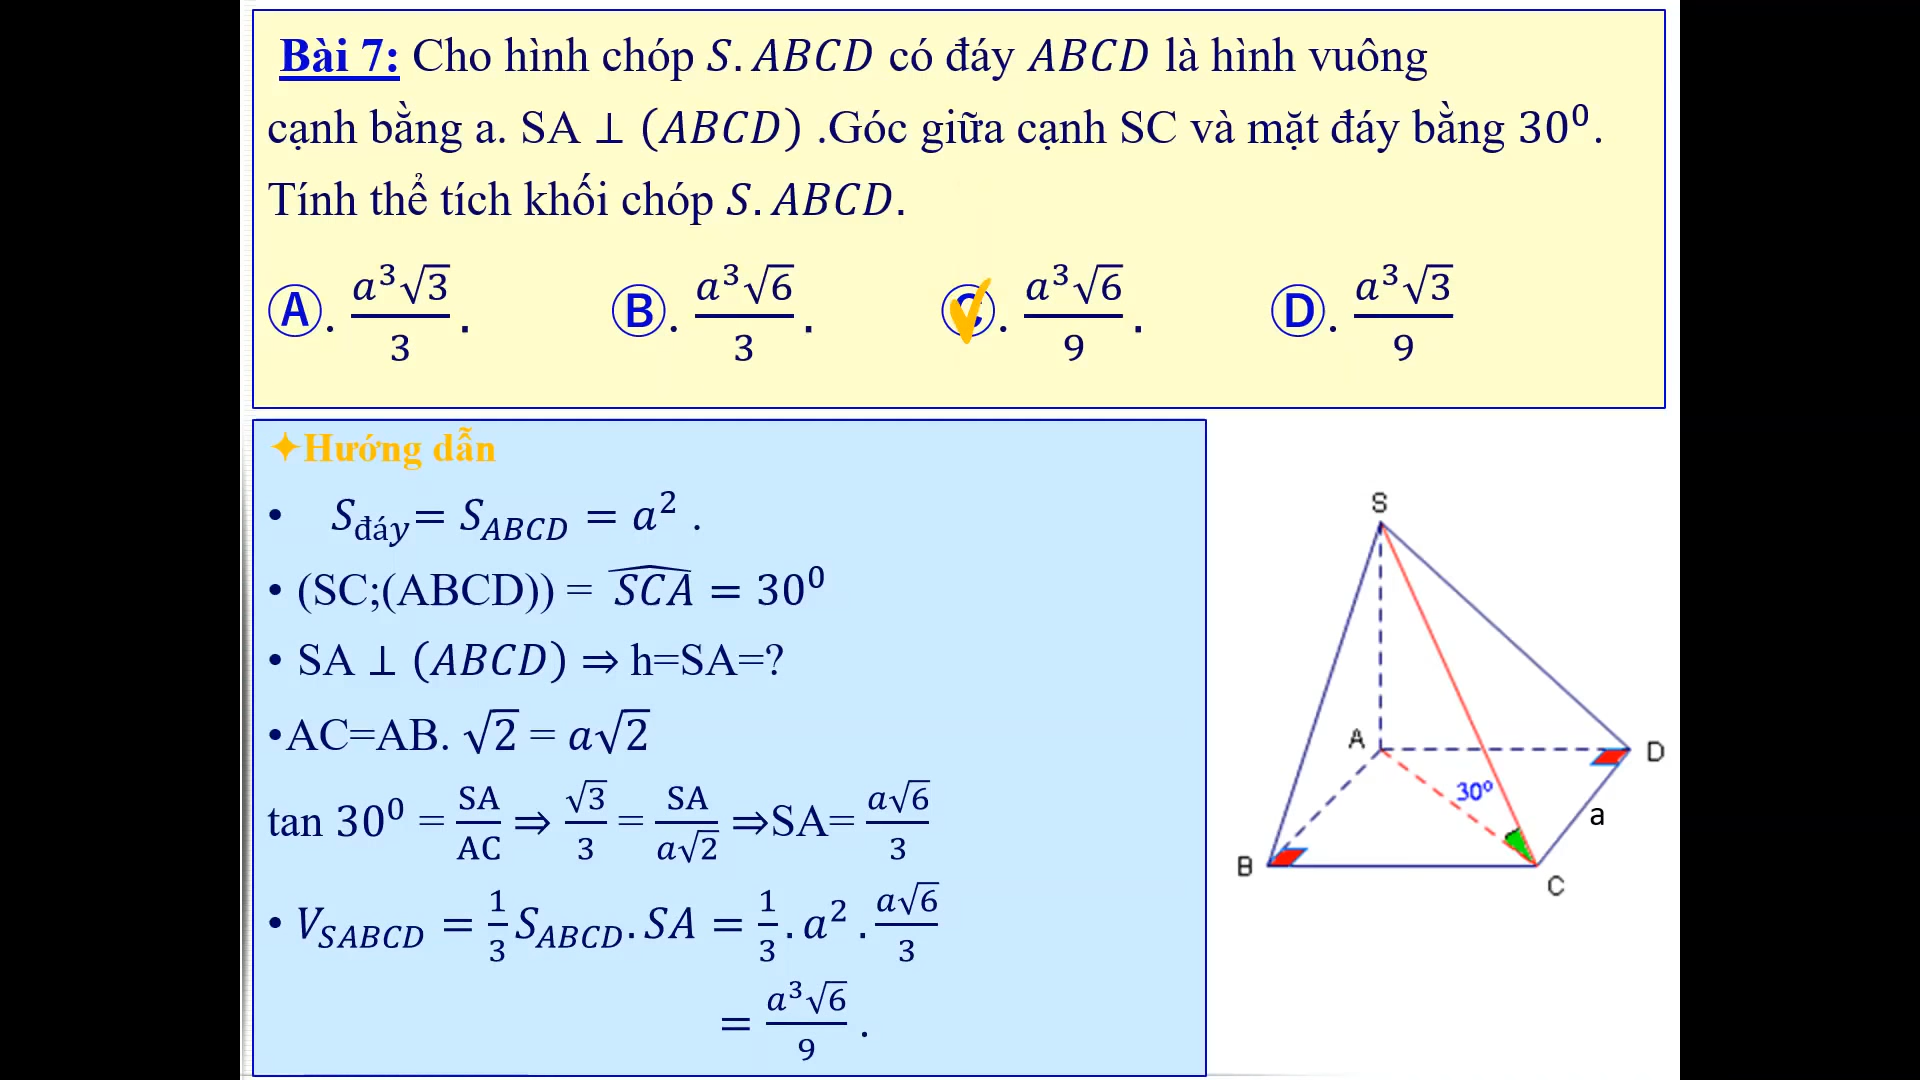 Bài 7: Cho hình chóp S.ABCD có đáy ABCD là hình vuông
cạnh bằng a. SA ⊥ (ABCD) .Góc giữa cạnh SC và mặt đáy bằng 30⁰.
Tính thể tích khối chóp S.ABCD.
Ⓐ. a³√6/3 . Ⓑ. a³√6/3 . Ⓒ. a³√6/9 . Ⓓ. a³√3/9
✦Hướng dẫn
• Sđáy= S_ABCD = a² .
• (SC;(ABCD)) = SCA = 30⁰
• SA ⊥ (ABCD) ⇒ h=SA=?
•AC=AB. √2 = a√2
tan 30⁰ = SA/AC ⇒ √3/3 = SA/a√2 ⇒SA= a√6/3
• V_SABCD = 1/3 S_ABCD.SA = 1/3 . a² . a√6/3
= a³√6/9 .
S
A
D
30⁰
a
B
C